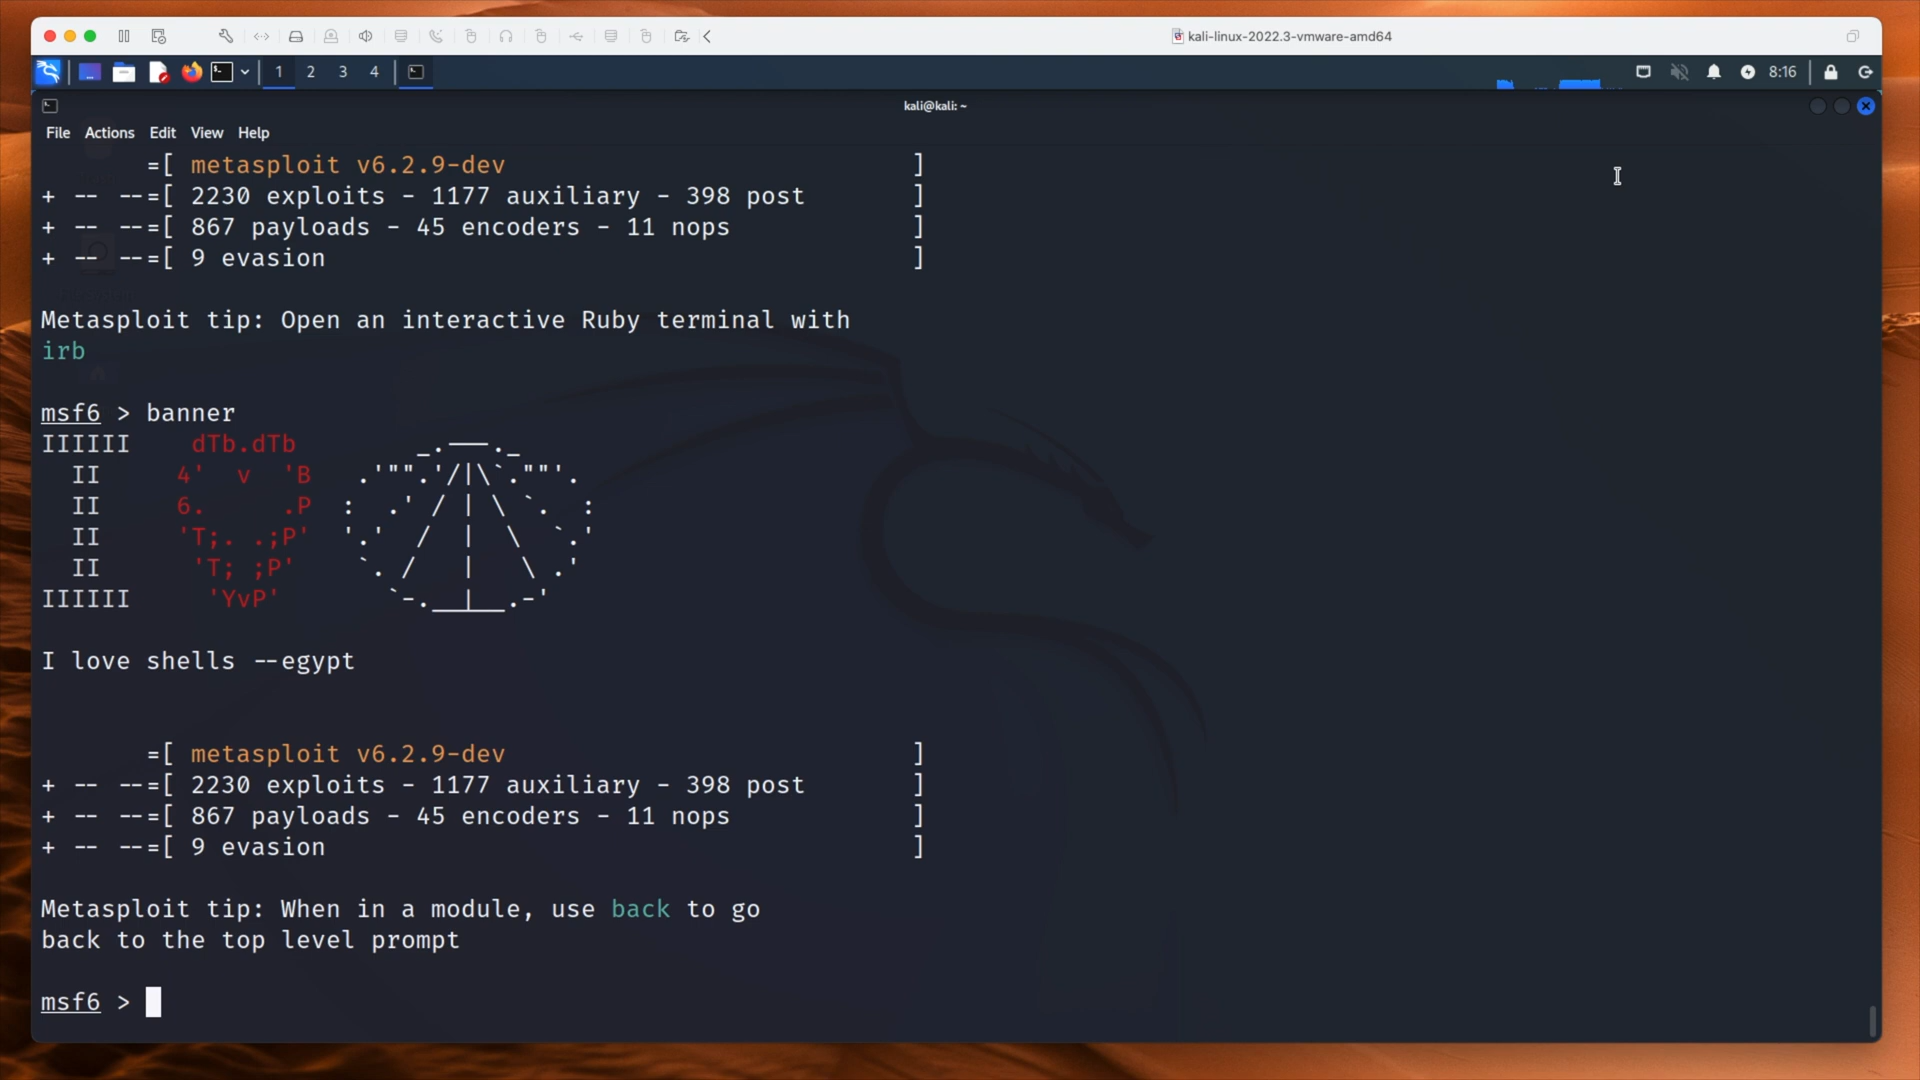 kali-linux-2022.3-vmware-amd64
1 2 3 4
8:16
kali@kali: ~
File Actions Edit View Help
=[ metasploit v6.2.9-dev ]
+ -- --=[ 2230 exploits - 1177 auxiliary - 398 post ]
+ -- --=[ 867 payloads - 45 encoders - 11 nops ]
+ -- --=[ 9 evasion ]
Metasploit tip: Open an interactive Ruby terminal with
irb
msf6 > banner
IIIIII    dTb.dTb        _.---._
  II     4'  v  'B   .'"".'/|\`."".
  II     6.     .P  :  .' / | \ `.  :
  II     'T;. .;P'  '.'  /  |  \  `.'
  II      'T; ;P'    `. /   |   \ .'
IIIIII     'YvP'       `-.__|__.-'
I love shells --egypt
=[ metasploit v6.2.9-dev ]
+ -- --=[ 2230 exploits - 1177 auxiliary - 398 post ]
+ -- --=[ 867 payloads - 45 encoders - 11 nops ]
+ -- --=[ 9 evasion ]
Metasploit tip: When in a module, use back to go
back to the top level prompt
msf6 >